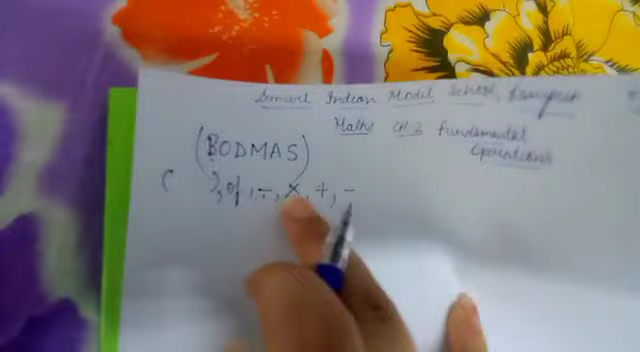 Smart Indian Model School, Kanpur
Maths Ch. 2 Fundamental
Operations
(BODMAS)
( ), of, ÷, ×, +, -